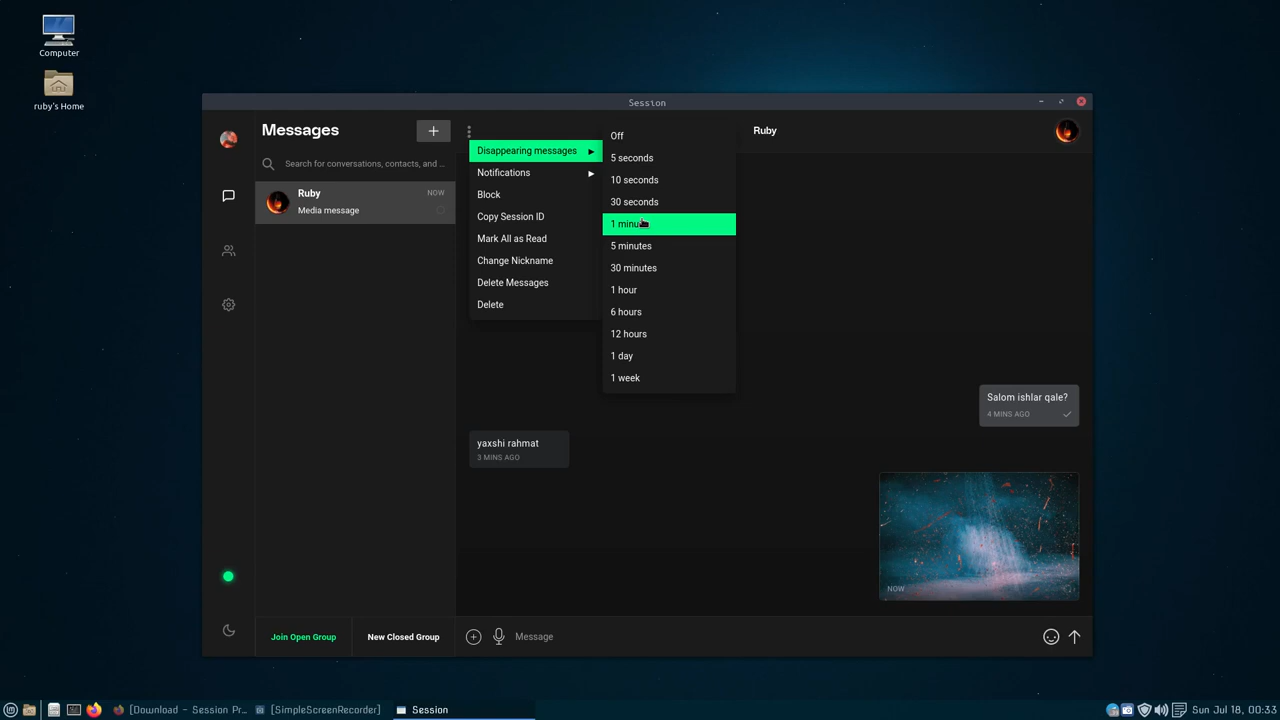 Computer
ruby's Home
Session
Messages
Search for conversations, contacts, and ...
Ruby
NOW
Media message
Join Open Group
New Closed Group
Ruby
Disappearing messages
Notifications
Block
Copy Session ID
Mark All as Read
Change Nickname
Delete Messages
Delete
Off
5 seconds
10 seconds
30 seconds
1 minute
5 minutes
30 minutes
1 hour
6 hours
12 hours
1 day
1 week
Salom ishlar qale?
4 MINS AGO
yaxshi rahmat
3 MINS AGO
NOW
Message
[Download - Session Pr...
[SimpleScreenRecorder]
Session
Sun Jul 18, 00:33